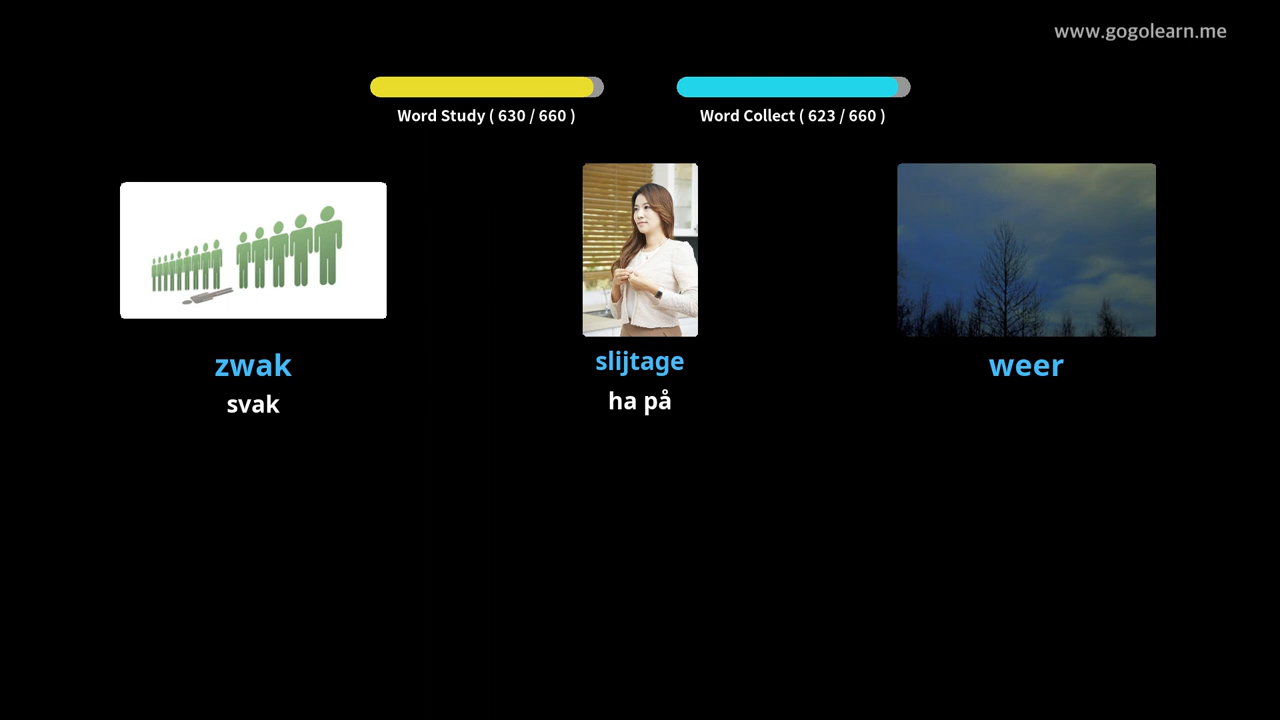 www.gogolearn.me
Word Study ( 630 / 660 )
Word Collect ( 623 / 660 )
zwak
svak
slijtage
ha på
weer